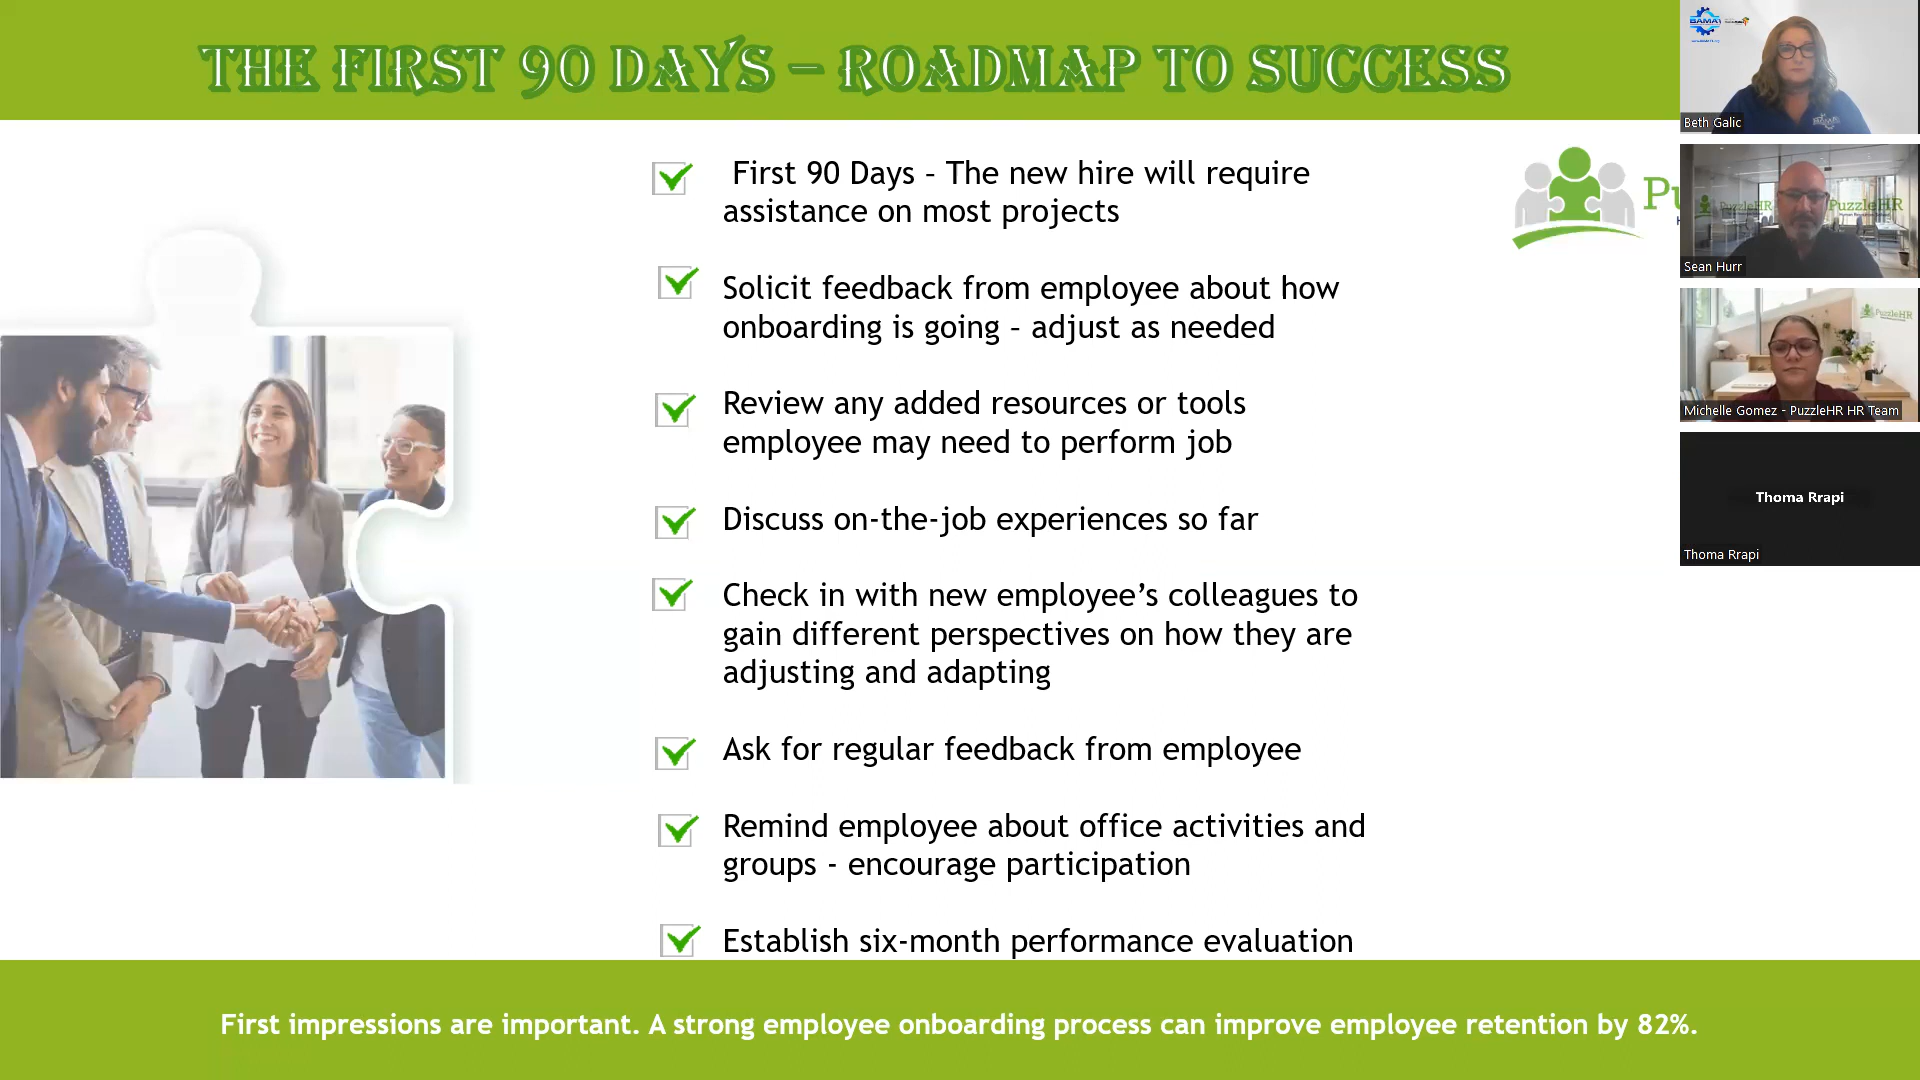 THE FIRST 90 DAYS – ROADMAP TO SUCCESS
First 90 Days – The new hire will require
assistance on most projects
Solicit feedback from employee about how
onboarding is going – adjust as needed
Review any added resources or tools
employee may need to perform job
Discuss on-the-job experiences so far
Check in with new employee’s colleagues to
gain different perspectives on how they are
adjusting and adapting
Ask for regular feedback from employee
Remind employee about office activities and
groups - encourage participation
Establish six-month performance evaluation
First impressions are important. A strong employee onboarding process can improve employee retention by 82%.
BAMA
Beth Galic
PuzzleHR
PuzzleHR
Sean Hurr
PuzzleHR
Michelle Gomez - PuzzleHR HR Team
Thoma Rrapi
Thoma Rrapi